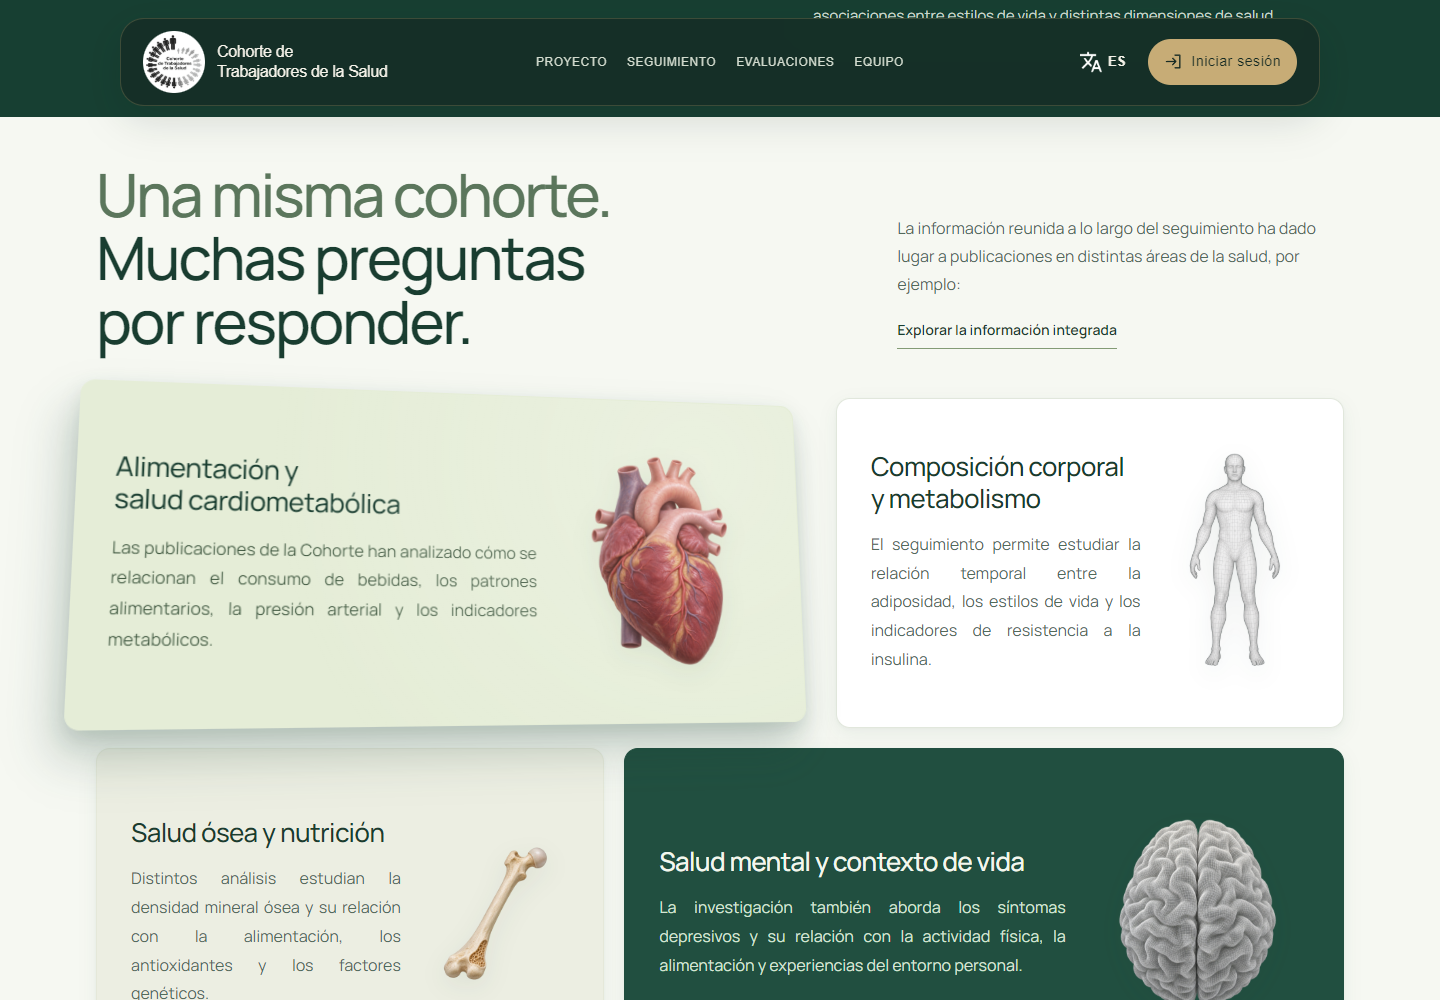 asociaciones entre estilos de vida y distintas dimensiones de salud
Cohorte de
Trabajadores de la Salud
Cohorte
de Trabajadores
de la Salud
PROYECTO SEGUIMIENTO EVALUACIONES EQUIPO
ES
Iniciar sesión
Una misma cohorte.
Muchas preguntas
por responder.
La información reunida a lo largo del seguimiento ha dado
lugar a publicaciones en distintas áreas de la salud, por
ejemplo:
Explorar la información integrada
Alimentación y
salud cardiometabólica
Las publicaciones de la Cohorte han analizado cómo se
relacionan el consumo de bebidas, los patrones
alimentarios, la presión arterial y los indicadores
metabólicos.
Composición corporal
y metabolismo
El seguimiento permite estudiar la
relación temporal entre la
adiposidad, los estilos de vida y los
indicadores de resistencia a la
insulina.
Salud ósea y nutrición
Distintos análisis estudian la
densidad mineral ósea y su relación
con la alimentación, los
antioxidantes y los factores
genéticos.
Salud mental y contexto de vida
La investigación también aborda los síntomas
depresivos y su relación con la actividad física, la
alimentación y experiencias del entorno personal.